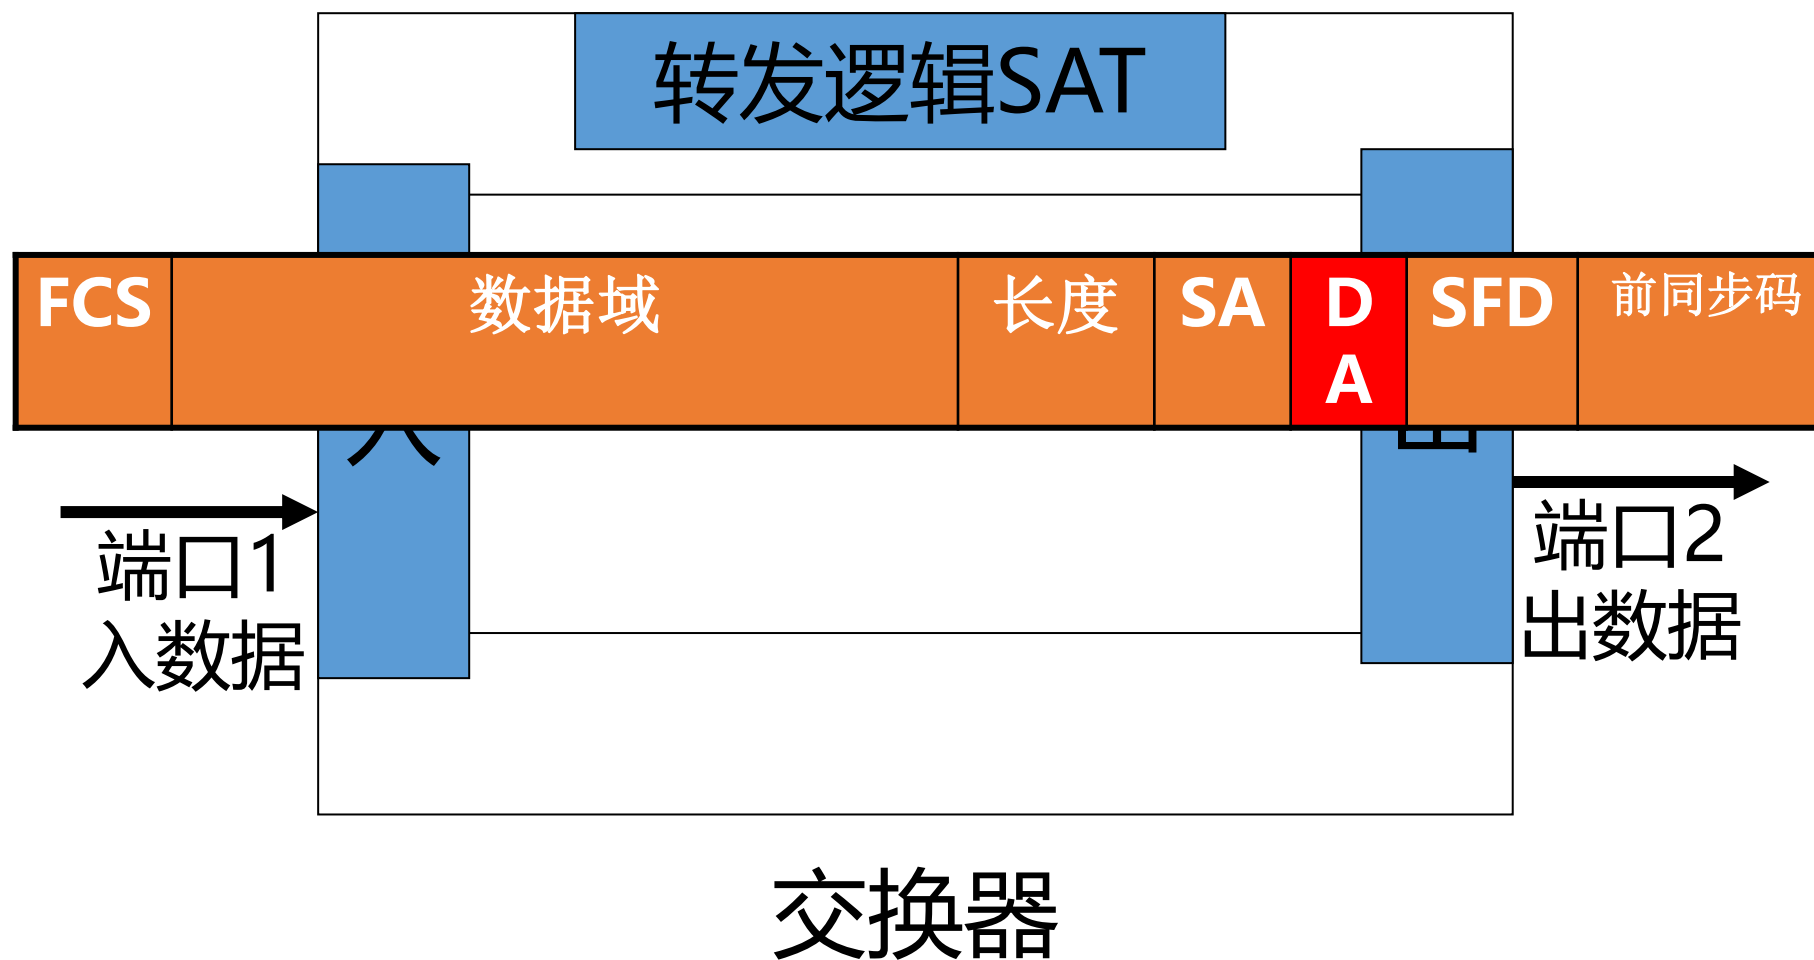 转发逻辑SAT
FCS
数据域
长度
SA
D
A
SFD
前同步码
入
端口1
入数据
端口2
出数据
交换器